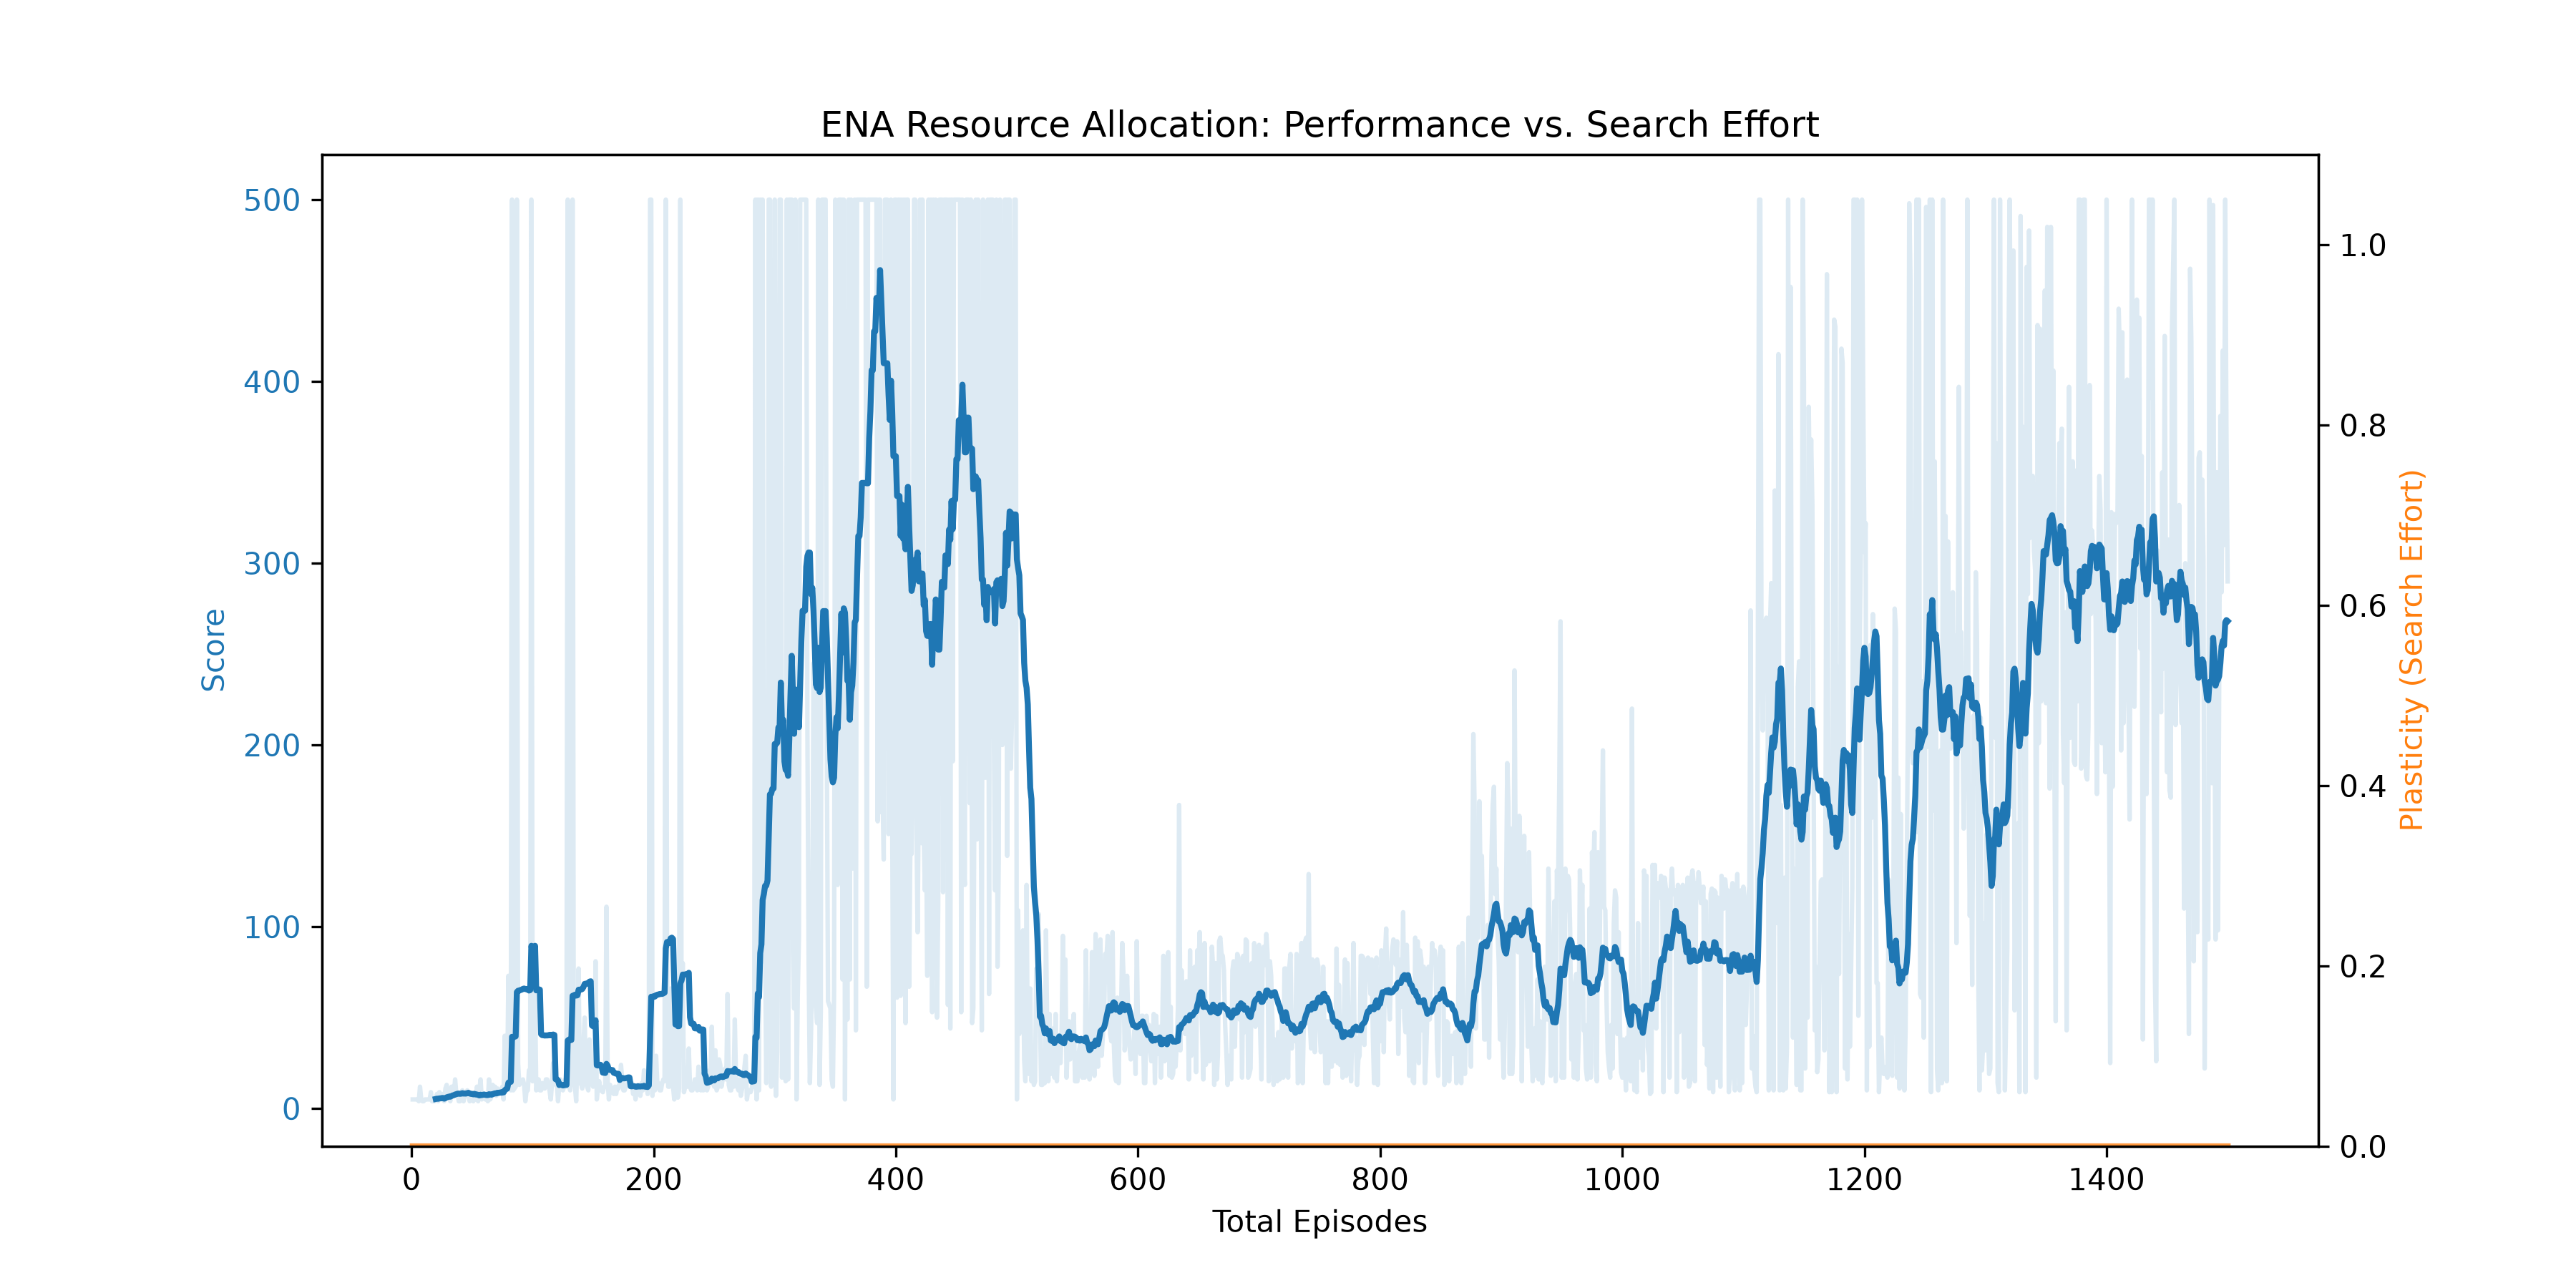 ENA Resource Allocation: Performance vs. Search Effort
500
400
300
200
100
0
Score
1.0
0.8
0.6
0.4
0.2
0.0
Plasticity (Search Effort)
0 200 400 600 800 1000 1200 1400
Total Episodes